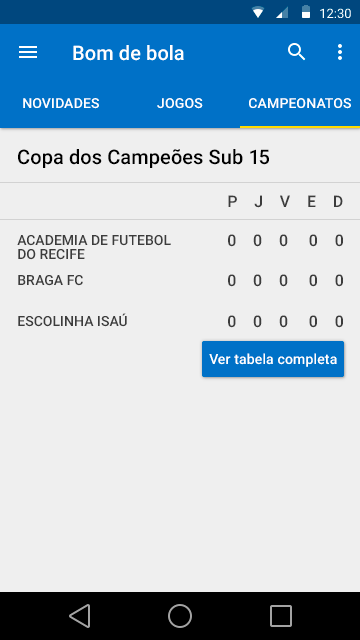 12:30
Bom de bola
NOVIDADES JOGOS CAMPEONATOS
Copa dos Campeões Sub 15
P J V E D
ACADEMIA DE FUTEBOL 0 0 0 0 0
DO RECIFE
BRAGA FC 0 0 0 0 0
ESCOLINHA ISAÚ 0 0 0 0 0
Ver tabela completa